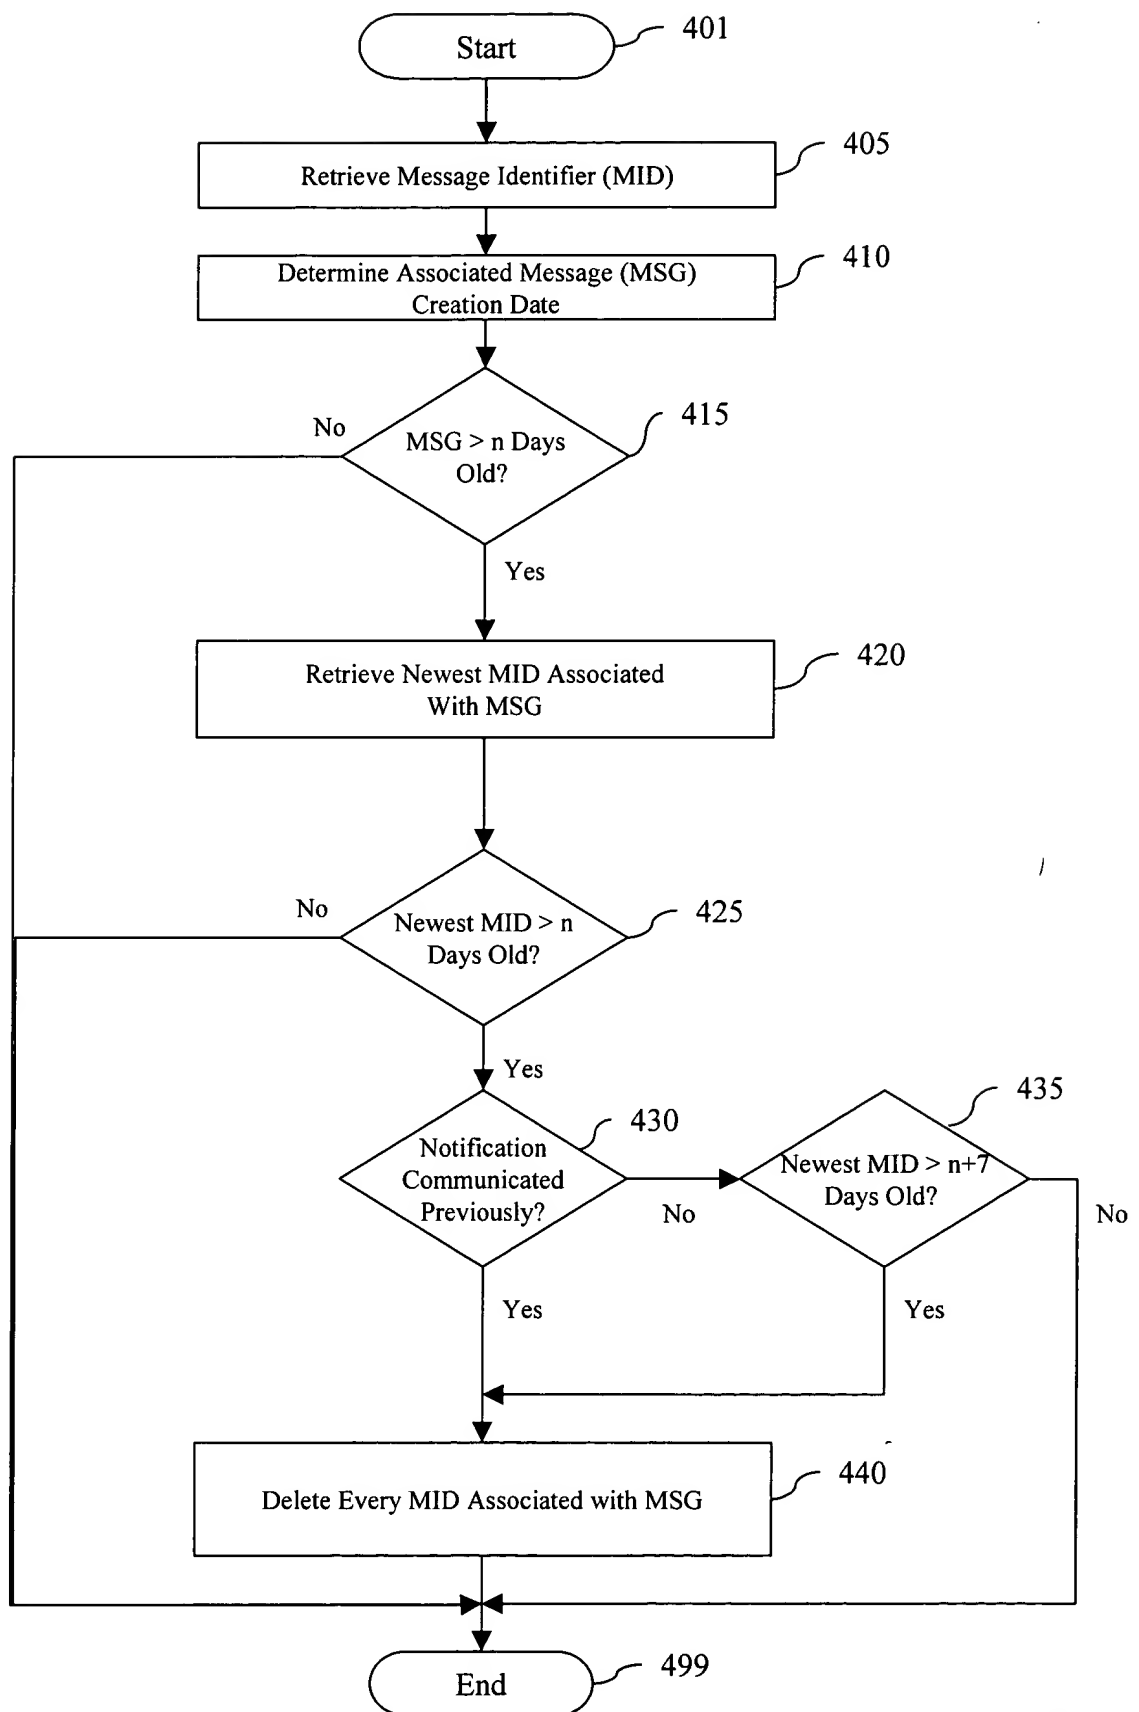 Start
401
405
Retrieve Message Identifier (MID)
410
Determine Associated Message (MSG)
Creation Date
415
No
MSG > n Days
Old?
Yes
420
Retrieve Newest MID Associated
With MSG
No
425
Newest MID > n
Days Old?
Yes
435
430
Notification
Communicated
Previously?
No
Newest MID > n+7
Days Old?
No
Yes
Yes
440
Delete Every MID Associated with MSG
499
End